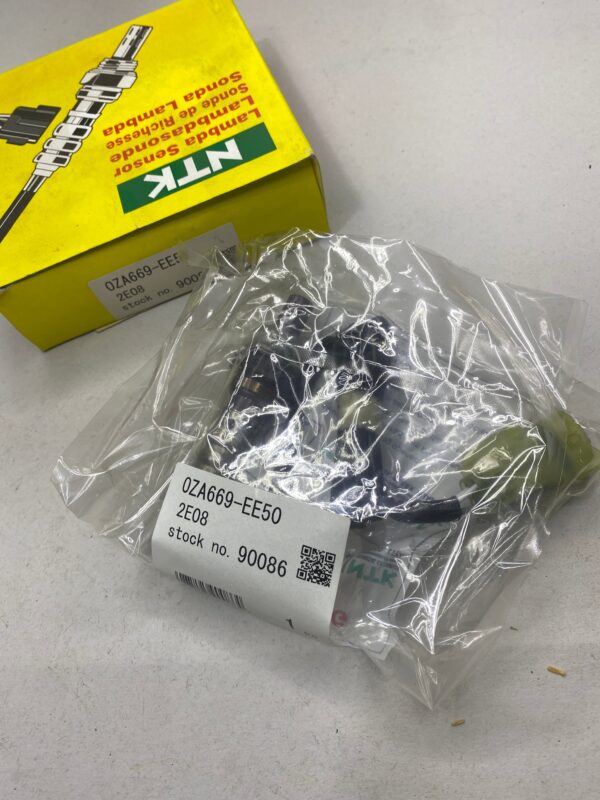 NTK
Lambda Sensor
Lambdasonde
Sonde de Richesse
Sonda Lambda
OZA669-EE5
2E08
stock no. 900
OZA669-EE50
2E08
stock no. 90086
1
NTK